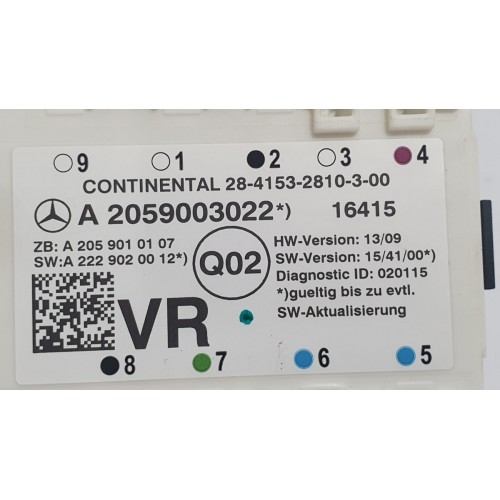 9 1 2 3 4
CONTINENTAL 28-4153-2810-3-00
A 2059003022*) 16415
ZB: A 205 901 01 07
SW:A 222 902 00 12*)
Q02
HW-Version: 13/09
SW-Version: 15/41/00*)
Diagnostic ID: 020115
*)gueltig bis zu evtl.
SW-Aktualisierung
VR
8 7 6 5